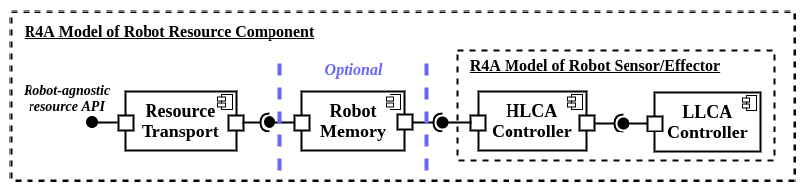 R4A Model of Robot Resource Component
Optional
R4A Model of Robot Sensor/Effector
Robot-agnostic
resource API
Resource
Transport
Robot
Memory
HLCA
Controller
LLCA
Controller